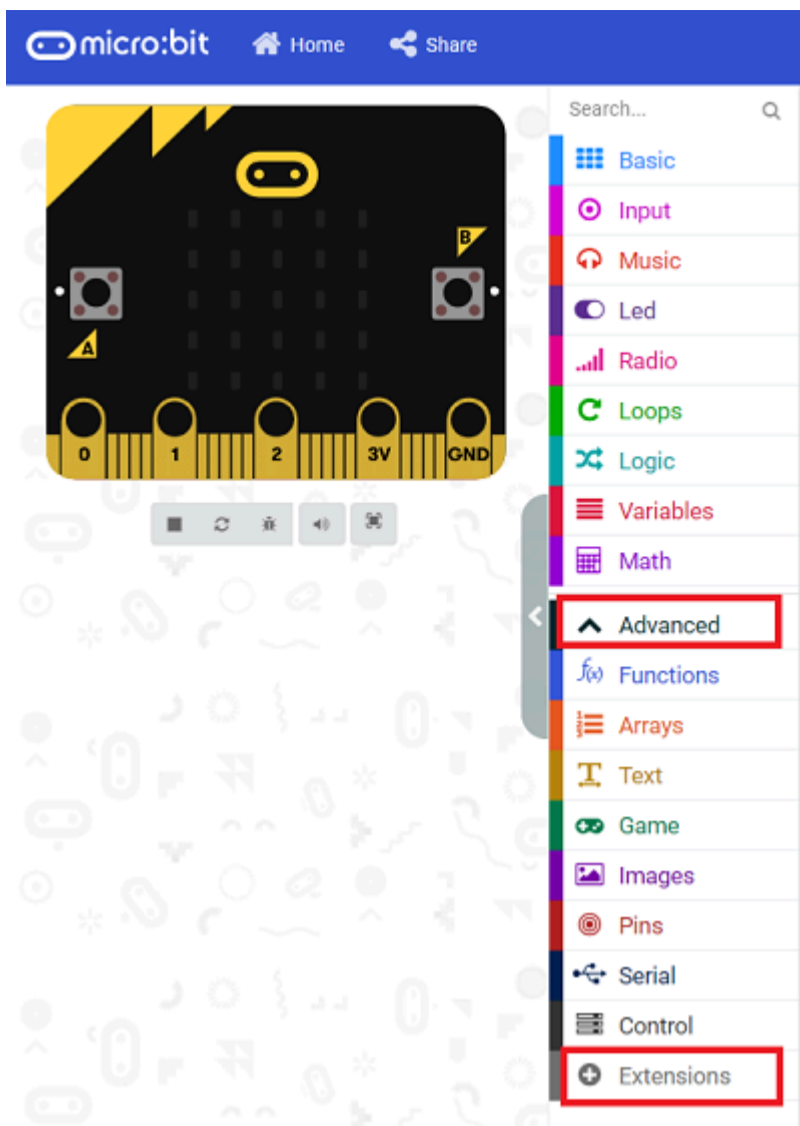 micro:bit Home Share
Search...
Basic
Input
Music
Led
Radio
Loops
Logic
Variables
Math
Advanced
f(x) Functions
Arrays
Text
Game
Images
Pins
Serial
Control
Extensions
B
A
0 1 2 3V GND